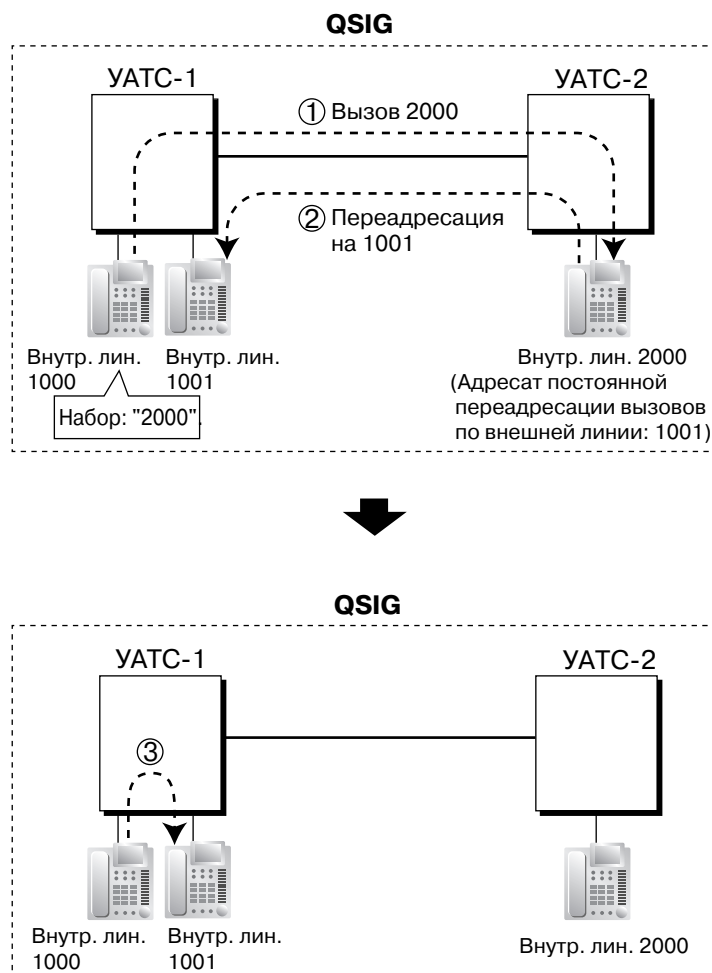 QSIG
УАТС-1
УАТС-2
① Вызов 2000
② Переадресация
на 1001
Внутр. лин.
1000
Внутр. лин.
1001
Набор: "2000".
Внутр. лин. 2000
(Адресат постоянной
переадресации вызовов
по внешней линии: 1001)
QSIG
УАТС-1
УАТС-2
③
Внутр. лин.
1000
Внутр. лин.
1001
Внутр. лин. 2000